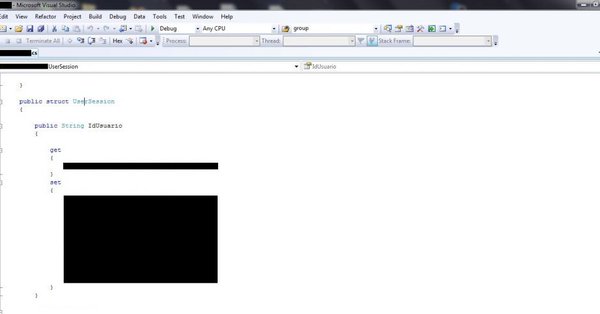 - Microsoft Visual Studio
View Refactor Project Build Debug Data Tools Test Window Help
Debug Any CPU group
Terminate All Hex Process: Thread: Stack Frame:
cs
UserSession IdUsuario
}
public struct UserSession
{
public String IdUsuario
{
get
{
}
set
{
}
}